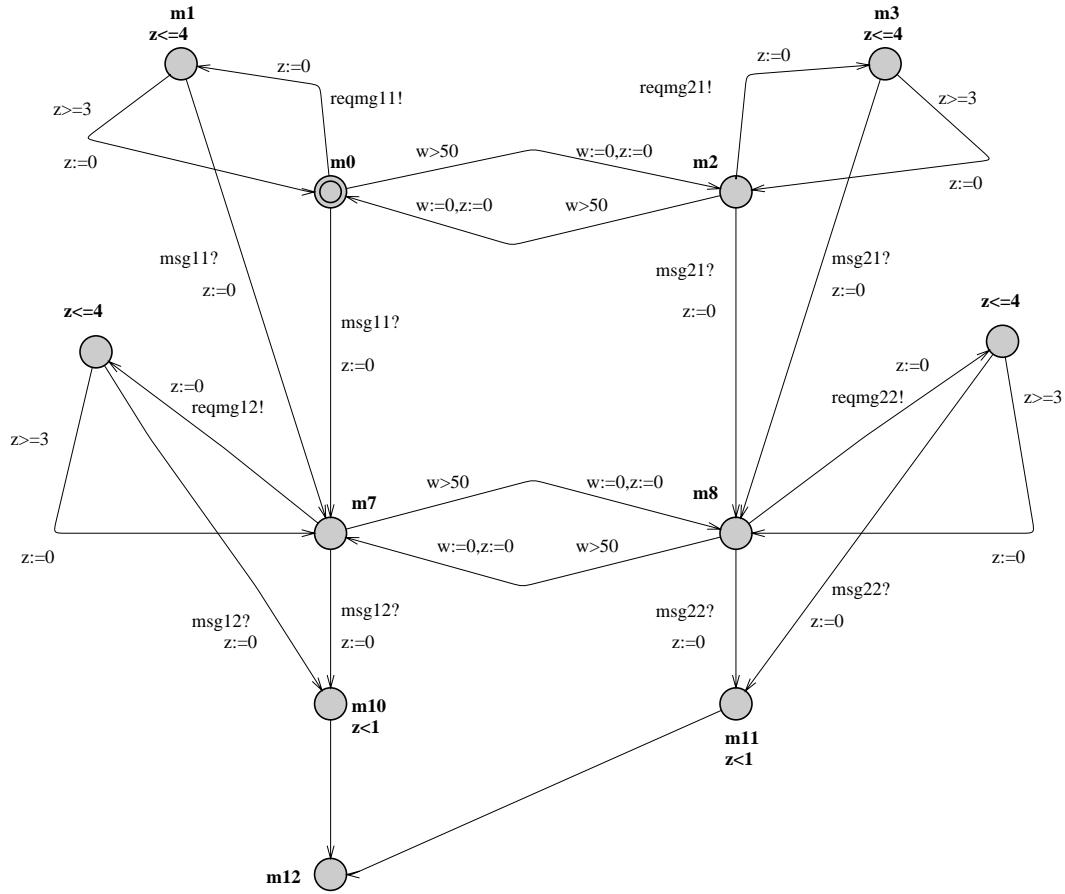 m1
z<=4
m3
z<=4
z:=0
z:=0
reqmg11!
reqmg21!
z>=3
z>=3
z:=0
z:=0
m0
w>50
w:=0,z:=0
m2
w:=0,z:=0
w>50
msg11?
z:=0
msg21?
z:=0
msg21?
z:=0
z<=4
z<=4
msg11?
z:=0
z:=0
reqmg12!
z:=0
reqmg22!
z>=3
z>=3
m7
w>50
w:=0,z:=0
m8
w:=0,z:=0
w>50
z:=0
z:=0
msg12?
z:=0
msg12?
z:=0
msg22?
z:=0
msg22?
z:=0
m10
z<1
m11
z<1
m12